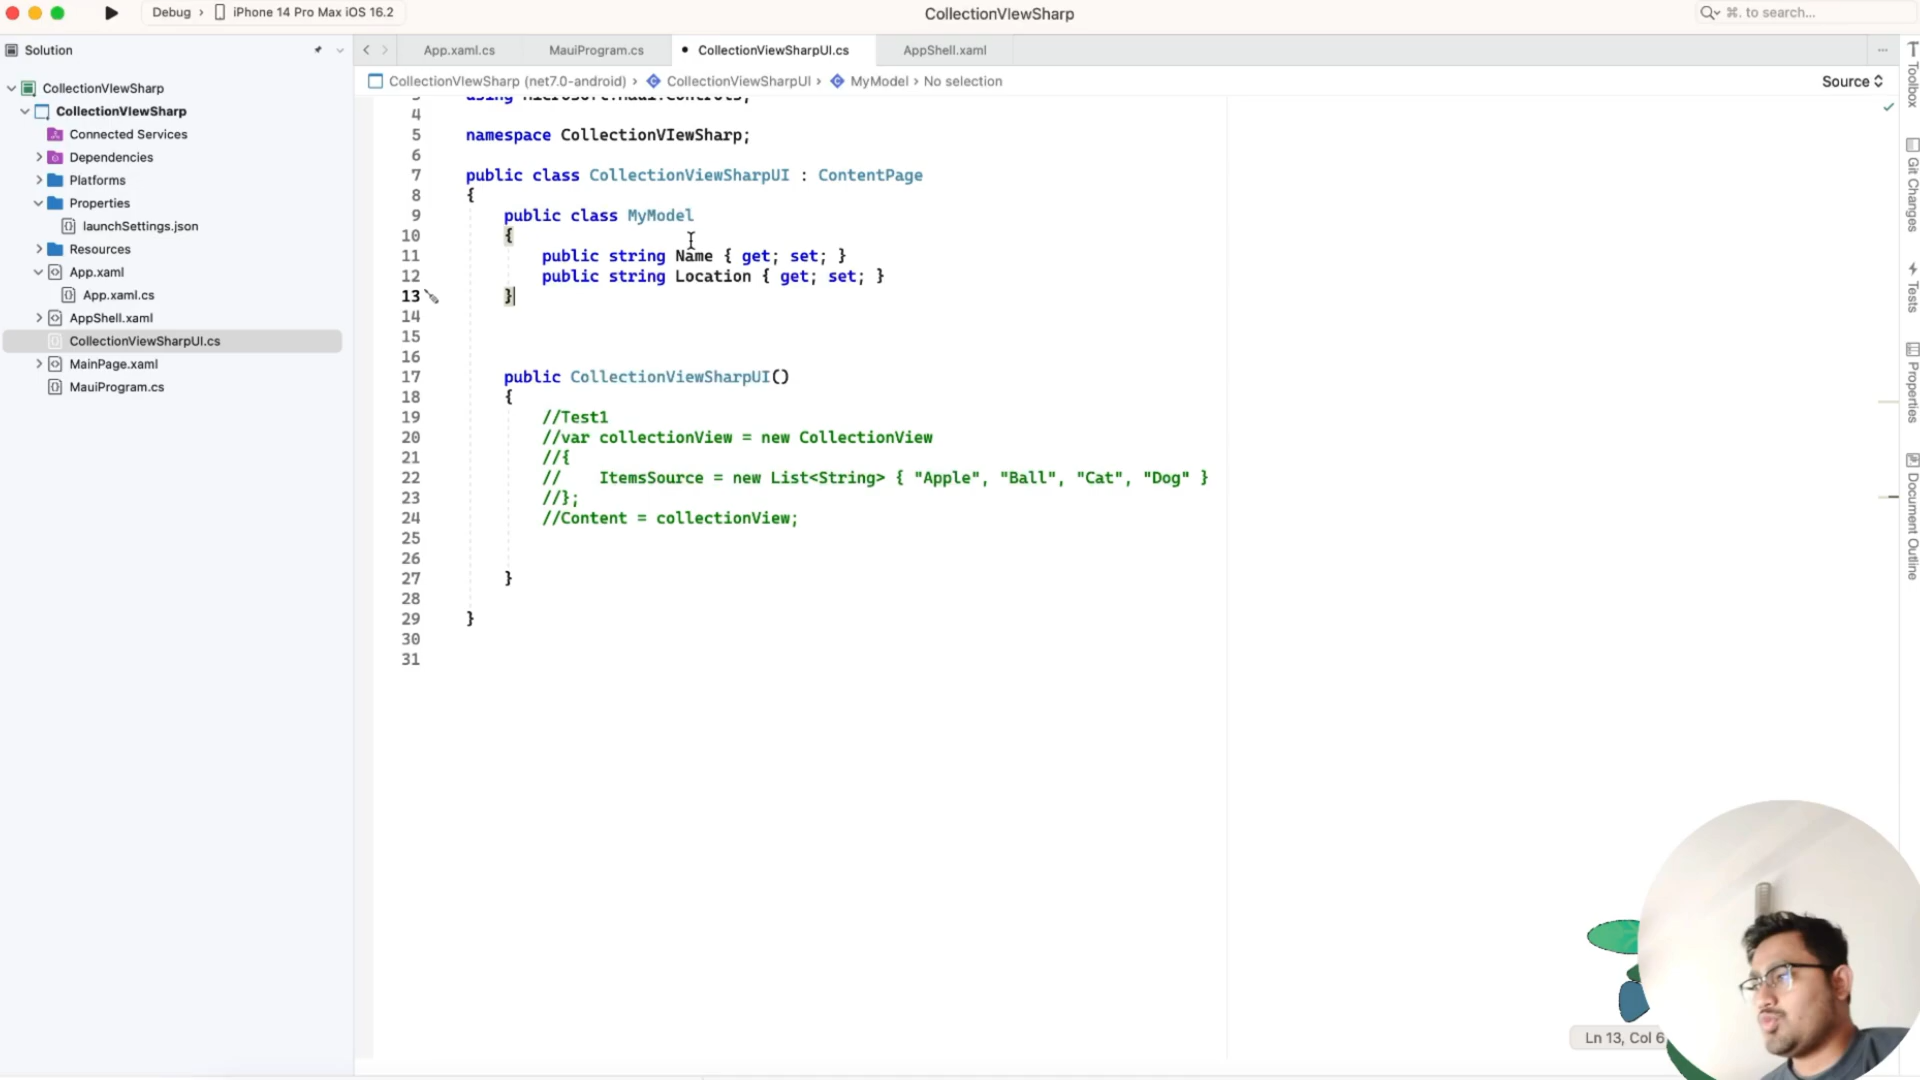 Debug › iPhone 14 Pro Max iOS 16.2
CollectionVIewSharp
⌘. to search...
Solution
App.xaml.cs
MauiProgram.cs
CollectionViewSharpUI.cs
AppShell.xaml
CollectionVIewSharp (net7.0-android) › CollectionViewSharpUI › MyModel › No selection
Source
CollectionVIewSharp
CollectionVIewSharp
Connected Services
Dependencies
Platforms
Properties
launchSettings.json
Resources
App.xaml
App.xaml.cs
AppShell.xaml
CollectionViewSharpUI.cs
MainPage.xaml
MauiProgram.cs
4
5 namespace CollectionVIewSharp;
6
7 public class CollectionViewSharpUI : ContentPage
8 {
9 public class MyModel
10 {
11 public string Name { get; set; }
12 public string Location { get; set; }
13 }
14
15
16
17 public CollectionViewSharpUI()
18 {
19 //Test1
20 //var collectionView = new CollectionView
21 //{
22 // ItemsSource = new List<String> { "Apple", "Ball", "Cat", "Dog" }
23 //};
24 //Content = collectionView;
25
26
27 }
28
29 }
30
31
Toolbox
Git Changes
Tests
Properties
Document Outline
Ln 13, Col 6